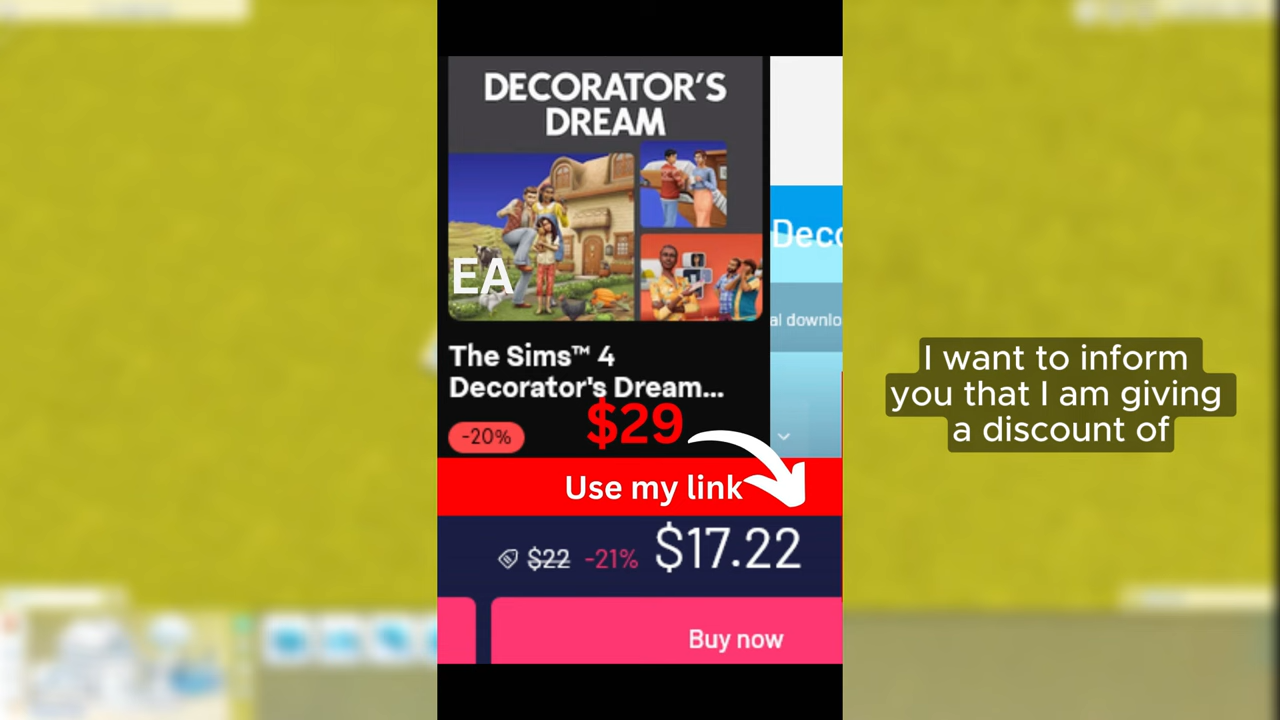 DECORATOR'S
DREAM
EA
Deco
al downlo
The Sims™ 4
Decorator's Dream...
-20%
$29
Use my link
$22 -21% $17.22
Buy now
I want to inform
you that I am giving
a discount of